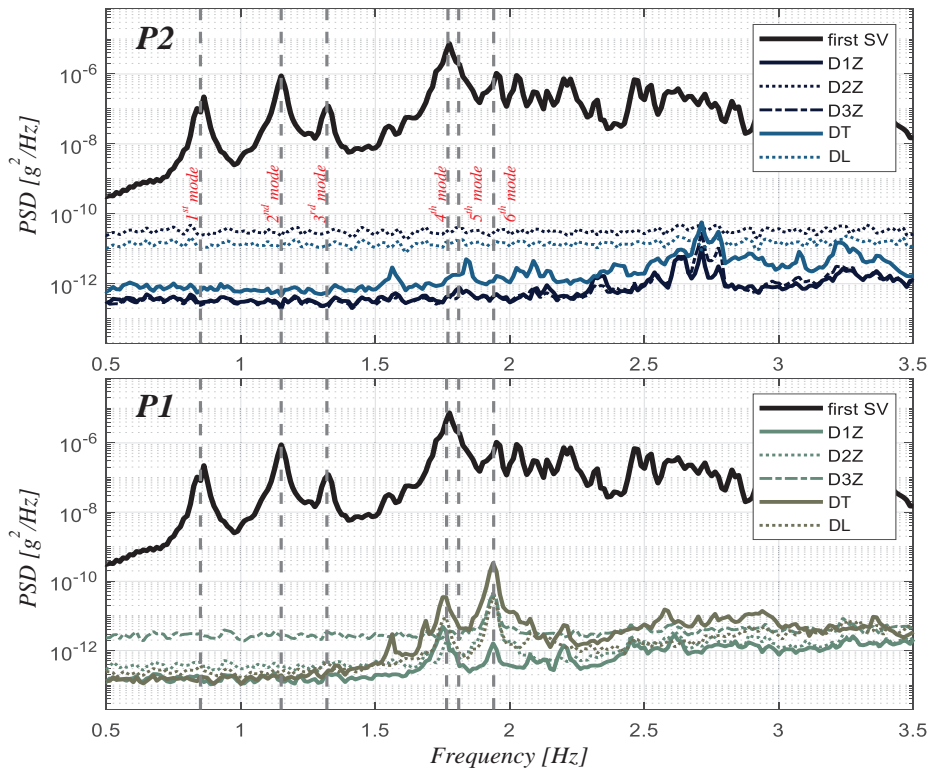 P2
first SV
D1Z
D2Z
D3Z
DT
DL
10⁻⁶
10⁻⁸
10⁻¹⁰
10⁻¹²
PSD [g²/Hz]
1ˢᵗ mode
2ⁿᵈ mode
3ʳᵈ mode
4ᵗʰ mode
5ᵗʰ mode
6ᵗʰ mode
0.5 1 1.5 2 2.5 3 3.5
P1
first SV
D1Z
D2Z
D3Z
DT
DL
10⁻⁶
10⁻⁸
10⁻¹⁰
10⁻¹²
PSD [g²/Hz]
0.5 1 1.5 2 2.5 3 3.5
Frequency [Hz]